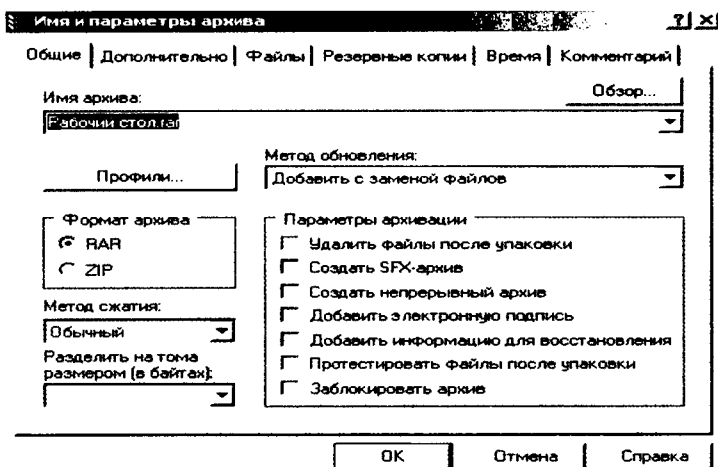 Имя и параметры архива
Общие Дополнительно Файлы Резервные копии Время Комментарий
Имя архива:
Обзор...
Рабочий стол.rar
Метод обновления:
Профили...
Добавить с заменой файлов
Формат архива
RAR
ZIP
Метод сжатия:
Обычный
Разделить на тома
размером (в байтах):
Параметры архивации
Удалить файлы после упаковки
Создать SFX-архив
Создать непрерывный архив
Добавить электронную подпись
Добавить информацию для восстановления
Протестировать файлы после упаковки
Заблокировать архив
OK Отмена Справка